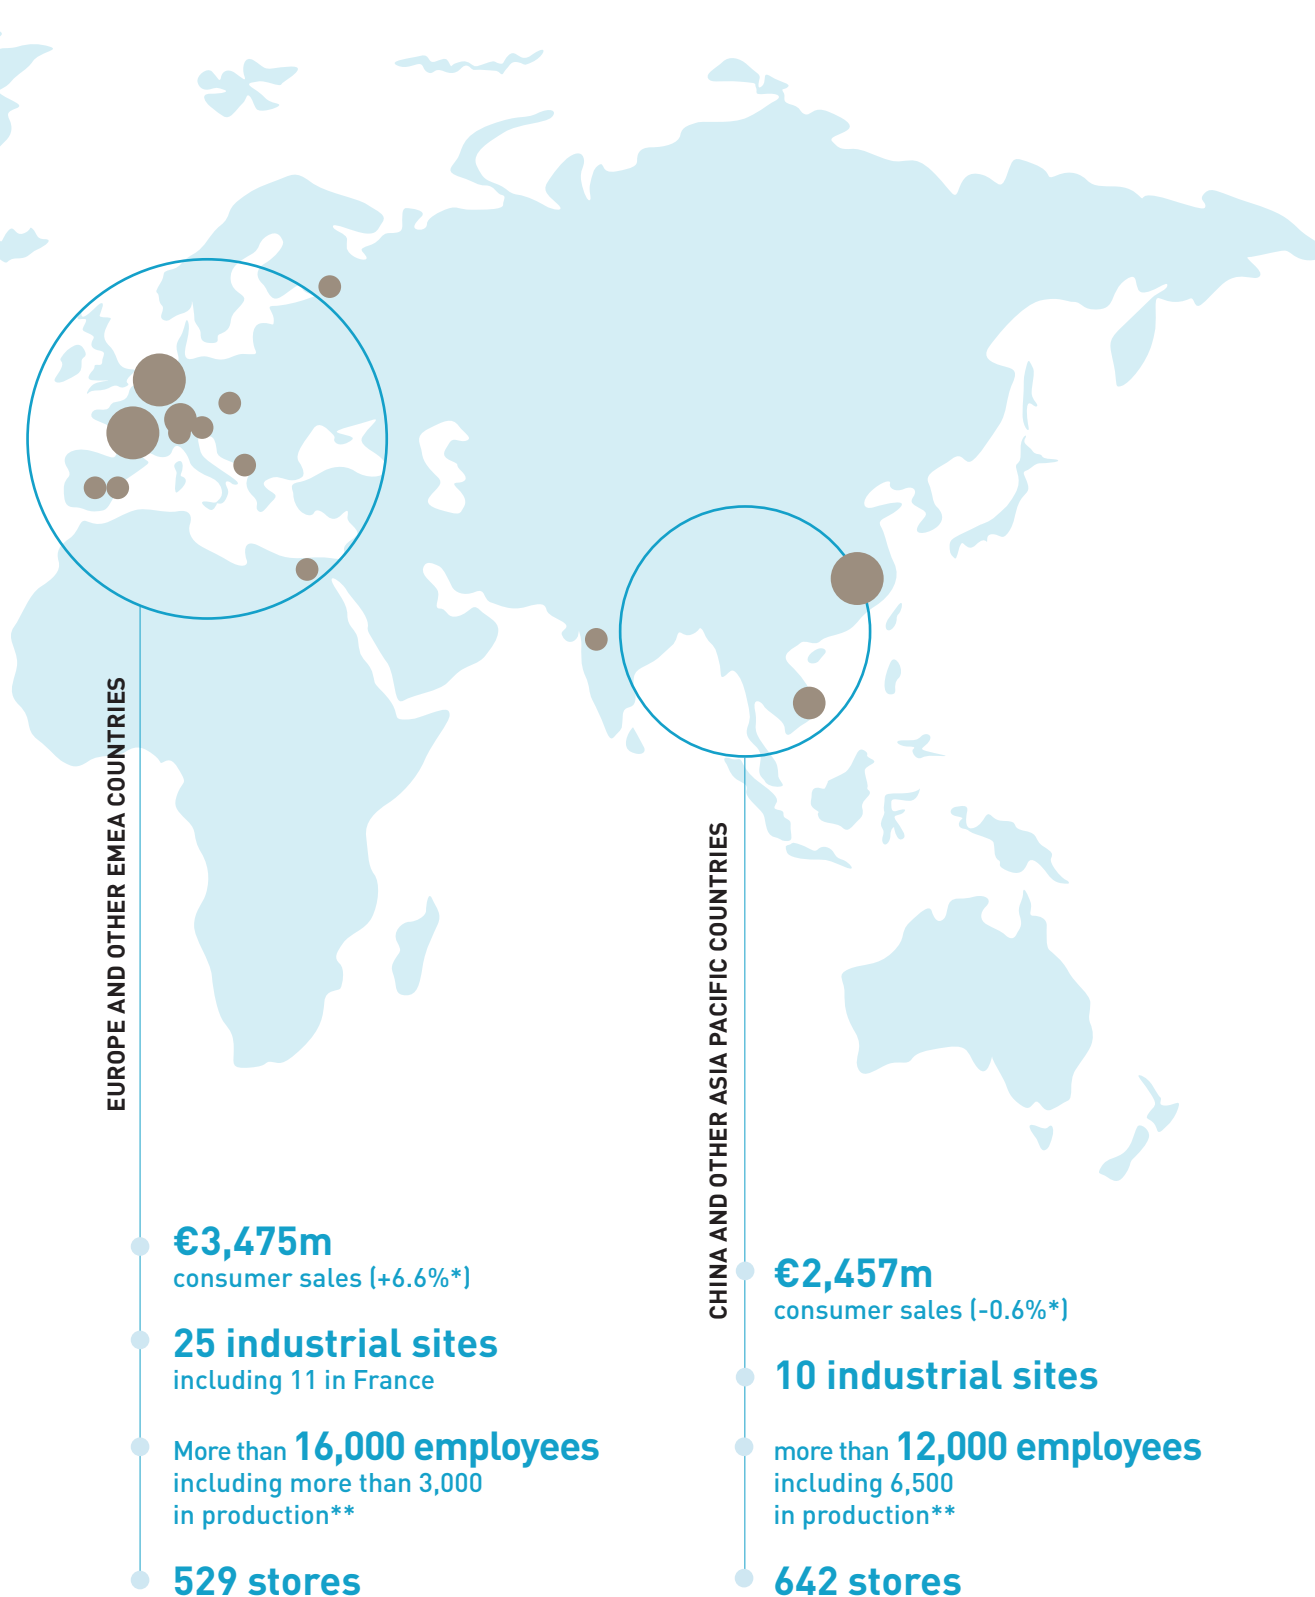 EUROPE AND OTHER EMEA COUNTRIES
€3,475m
consumer sales (+6.6%*)
25 industrial sites
including 11 in France
More than 16,000 employees
including more than 3,000
in production**
529 stores
CHINA AND OTHER ASIA PACIFIC COUNTRIES
€2,457m
consumer sales (-0.6%*)
10 industrial sites
more than 12,000 employees
including 6,500
in production**
642 stores